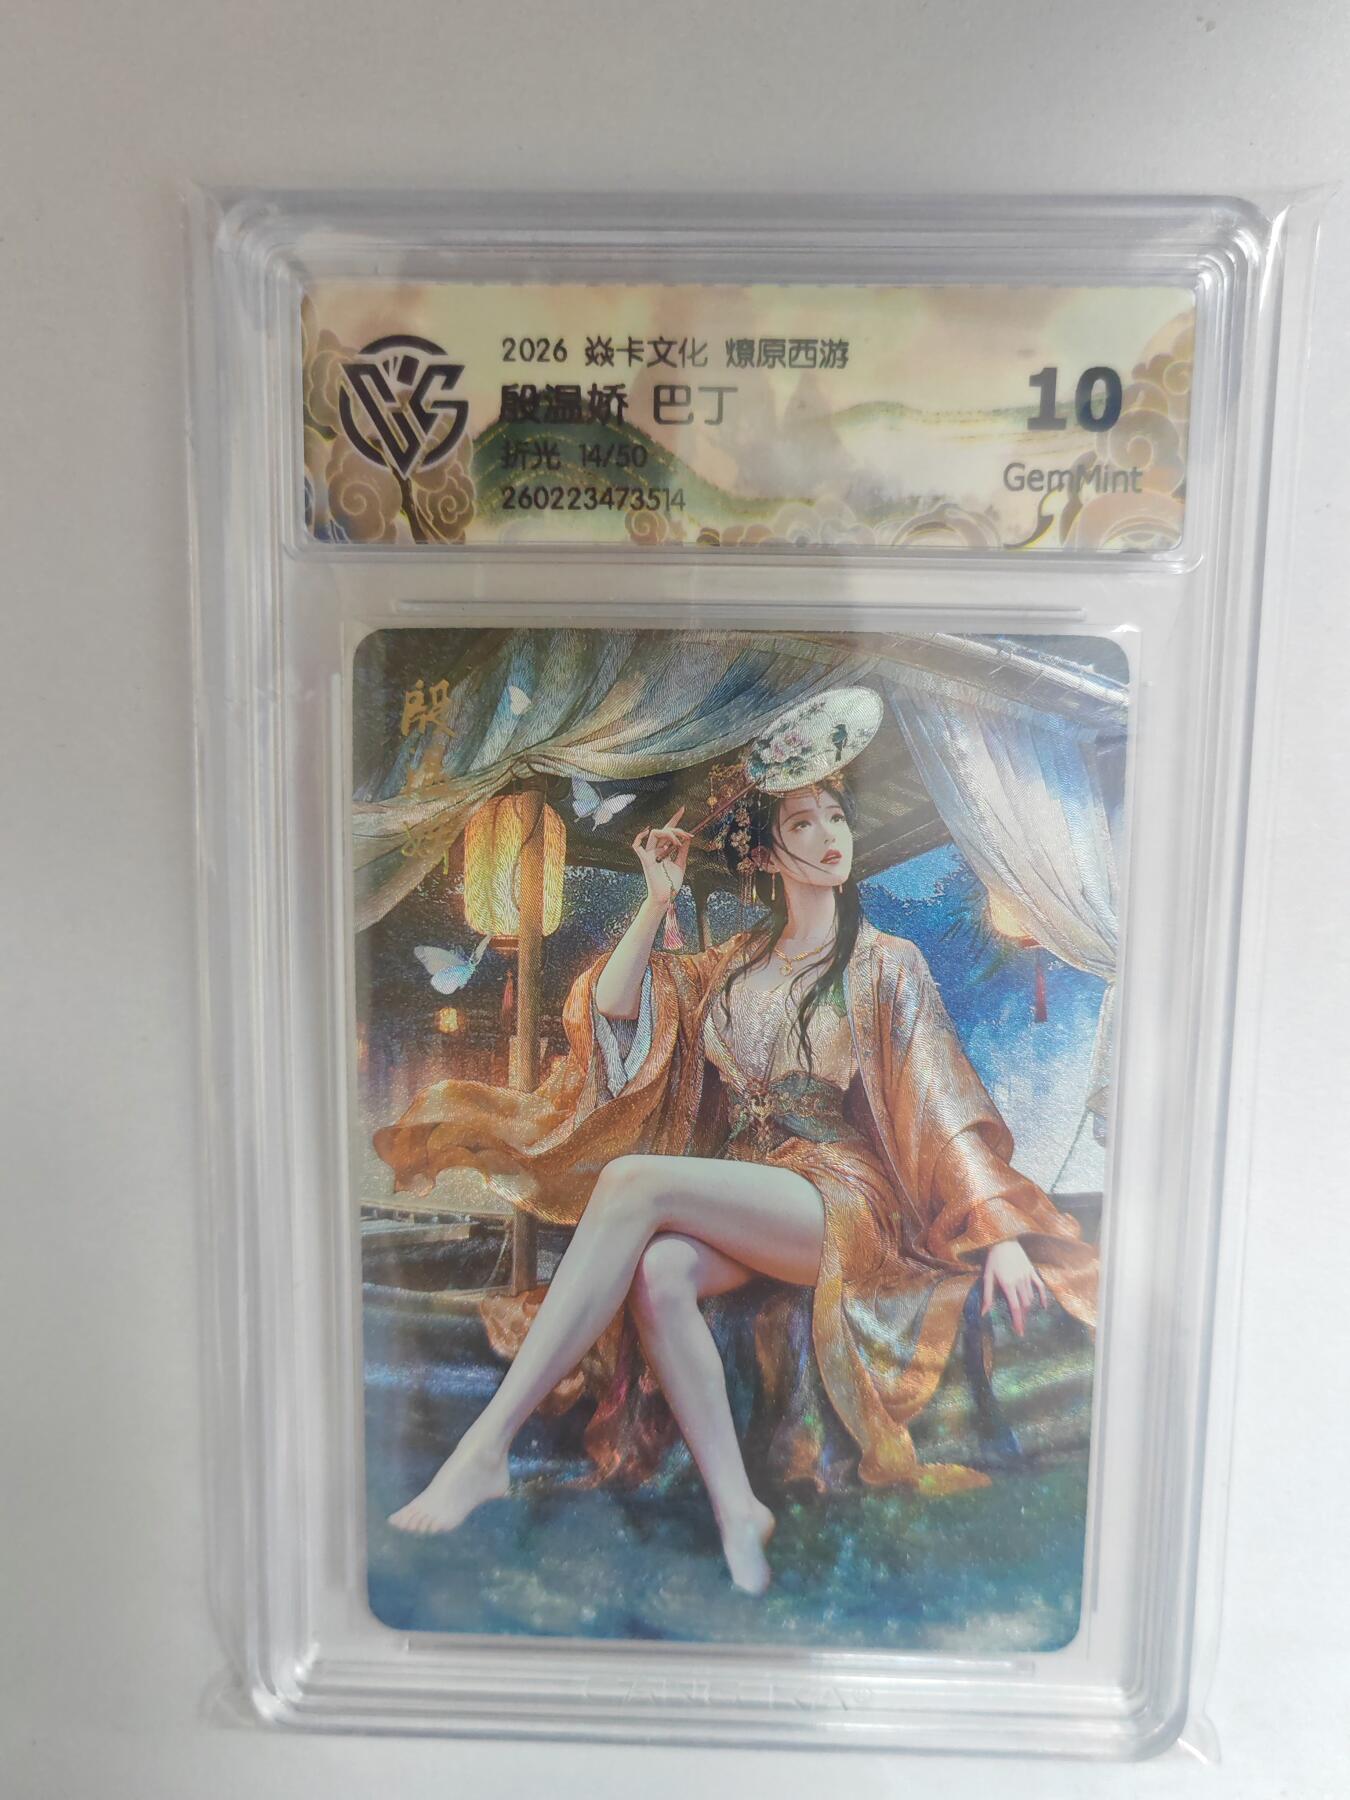 2026 焱卡文化 燎原西游
殷温娇 巴丁
折光 14/50
260223473514
10
GemMint
殷温娇